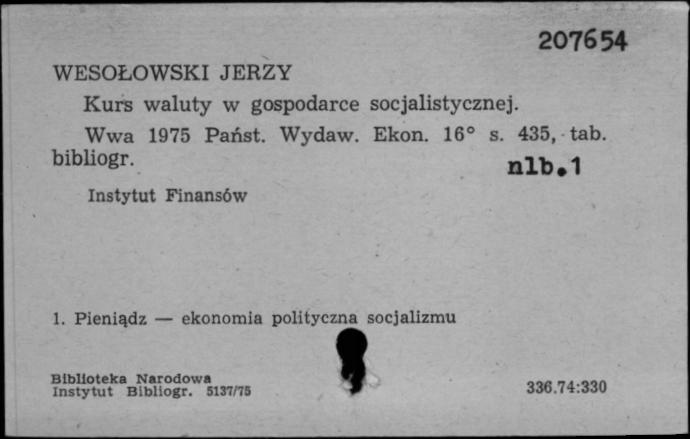 207654
WESOŁOWSKI JERZY
Kurs waluty w gospodarce socjalistycznej.
Wwa 1975 Państ. Wydaw. Ekon. 16° s. 435, tab.
bibliogr.
nlb.1
Instytut Finansów
1. Pieniądz — ekonomia polityczna socjalizmu
Biblioteka Narodowa
Instytut Bibliogr. 5137/75
336.74:330